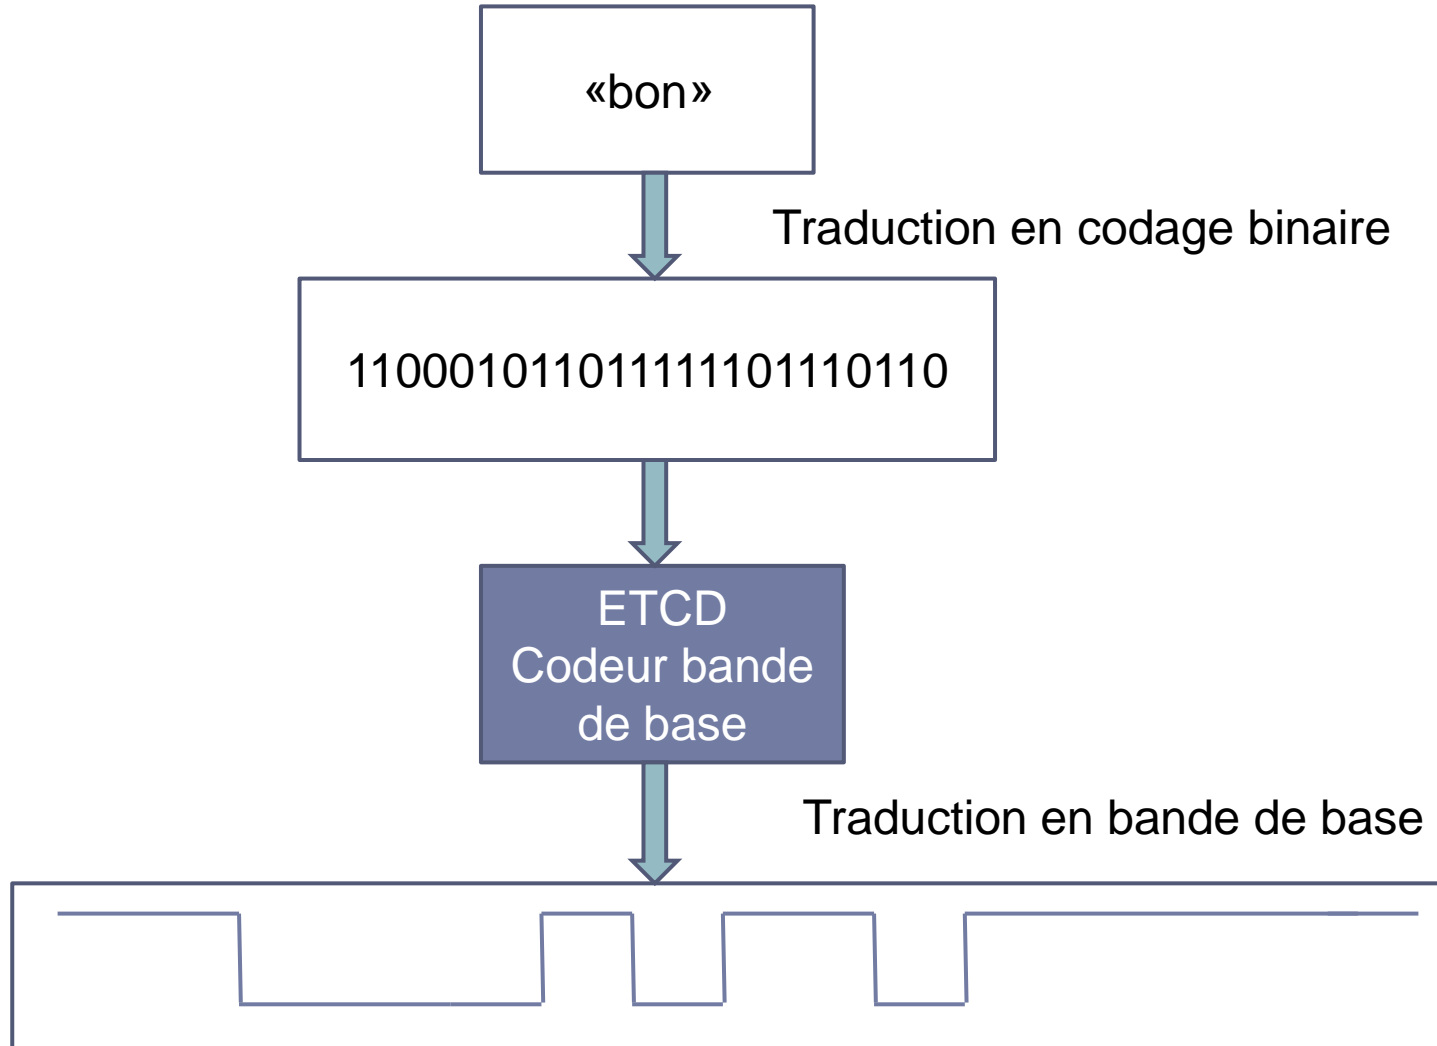 «bon»
Traduction en codage binaire
110001011011111101110110
ETCD
Codeur bande
de base
Traduction en bande de base